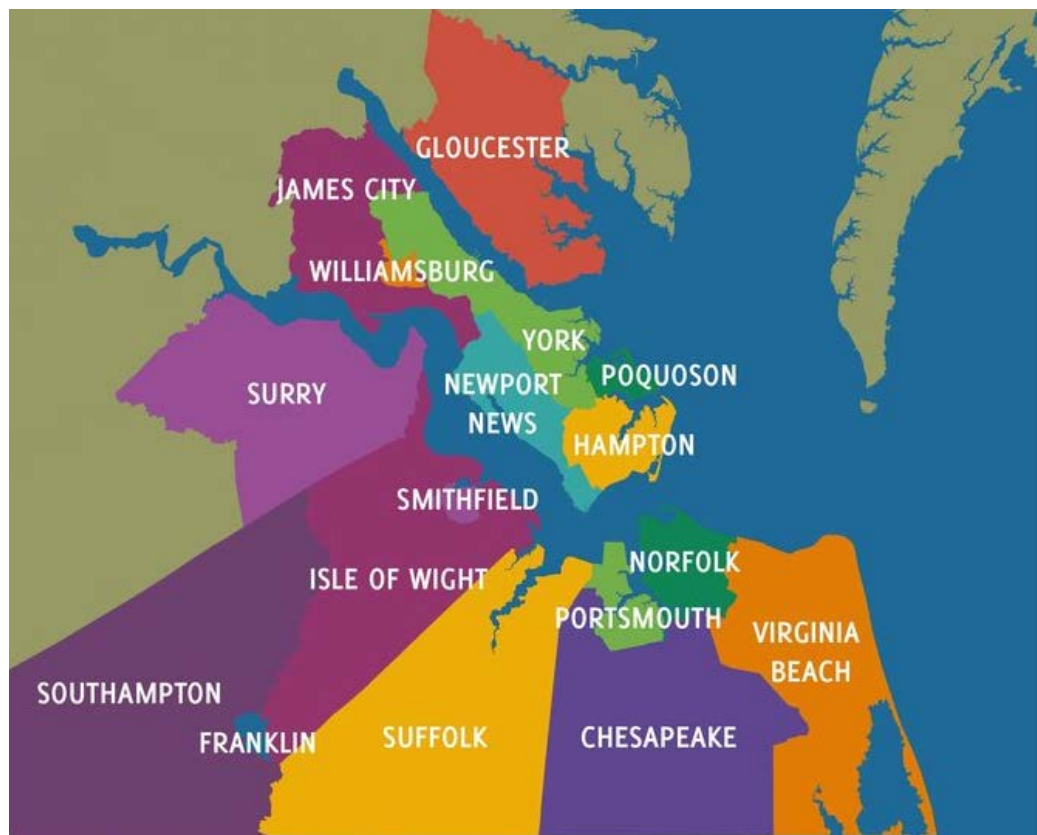 GLOUCESTER
JAMES CITY
WILLIAMSBURG
YORK
POQUOSON
NEWPORT
NEWS
SURRY
HAMPTON
SMITHFIELD
NORFOLK
ISLE OF WIGHT
PORTSMOUTH
VIRGINIA
BEACH
SOUTHAMPTON
FRANKLIN
SUFFOLK
CHESAPEAKE